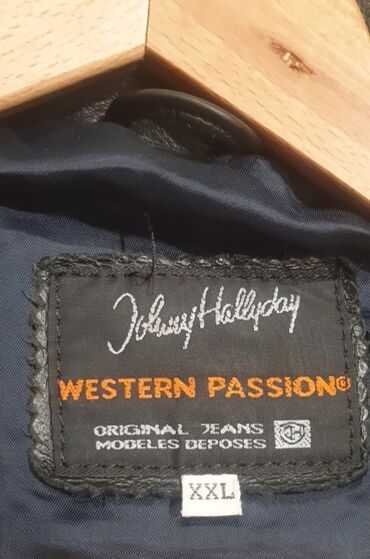 Johnny Hallyday
WESTERN PASSION®
ORIGINAL JEANS
MODELES DEPOSES
XXL